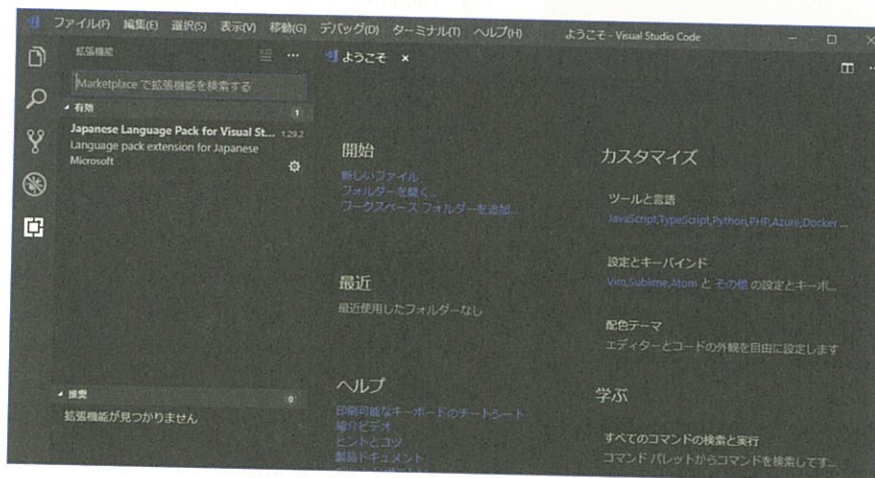 ファイル(F) 編集(E) 選択(S) 表示(V) 移動(G) デバッグ(D) ターミナル(T) ヘルプ(H) ようこそ - Visual Studio Code
拡張機能
Marketplace で拡張機能を検索する
有効 1
Japanese Language Pack for Visual St... 1.29.2
Language pack extension for Japanese
Microsoft
推奨 0
拡張機能が見つかりません
ようこそ
開始
新しいファイル
フォルダーを開く...
ワークスペース フォルダーを追加...
最近
最近使用したフォルダーなし
ヘルプ
印刷可能なキーボードのチートシート
紹介ビデオ
ヒントとコツ
製品ドキュメント
カスタマイズ
ツールと言語
JavaScript,TypeScript,Python,PHP,Azure,Docker ...
設定とキーバインド
Vim,Sublime,Atom と その他 の設定とキーボ...
配色テーマ
エディターとコードの外観を自由に設定します
学ぶ
すべてのコマンドの検索と実行
コマンド パレットからコマンドを検索してす...